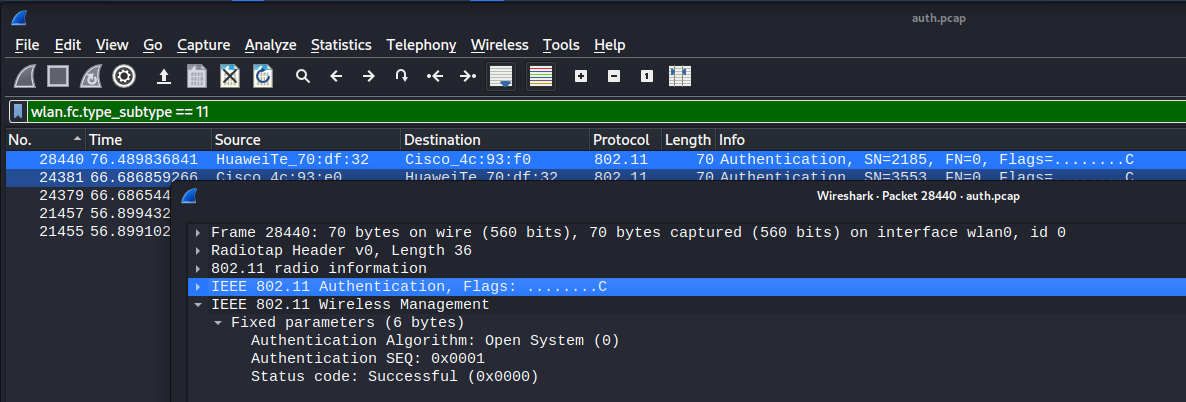 auth.pcap
File Edit View Go Capture Analyze Statistics Telephony Wireless Tools Help
wlan.fc.type_subtype == 11
No. Time Source Destination Protocol Length Info
28440 76.489836841 HuaweiTe_70:df:32 Cisco_4c:93:f0 802.11 70 Authentication, SN=2185, FN=0, Flags=........C
24381 66.686859266 Cisco_4c:93:e0 HuaweiTe_70:df:32 802.11 70 Authentication, SN=3553, FN=0, Flags=........C
24379 66.68654
21457 56.899432
21455 56.899102
Wireshark · Packet 28440 · auth.pcap
Frame 28440: 70 bytes on wire (560 bits), 70 bytes captured (560 bits) on interface wlan0, id 0
Radiotap Header v0, Length 36
802.11 radio information
IEEE 802.11 Authentication, Flags: ........C
IEEE 802.11 Wireless Management
Fixed parameters (6 bytes)
Authentication Algorithm: Open System (0)
Authentication SEQ: 0x0001
Status code: Successful (0x0000)